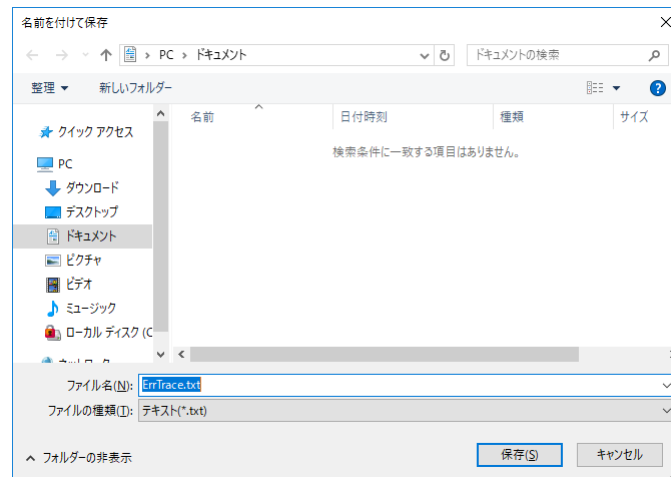 名前を付けて保存
PC › ドキュメント
ドキュメントの検索
整理 新しいフォルダー
名前 日付時刻 種類 サイズ
検索条件に一致する項目はありません。
クイック アクセス
PC
ダウンロード
デスクトップ
ドキュメント
ピクチャ
ビデオ
ミュージック
ローカル ディスク (C
ファイル名(N): ErrTrace.txt
ファイルの種類(T): テキスト(*.txt)
フォルダーの非表示 保存(S) キャンセル